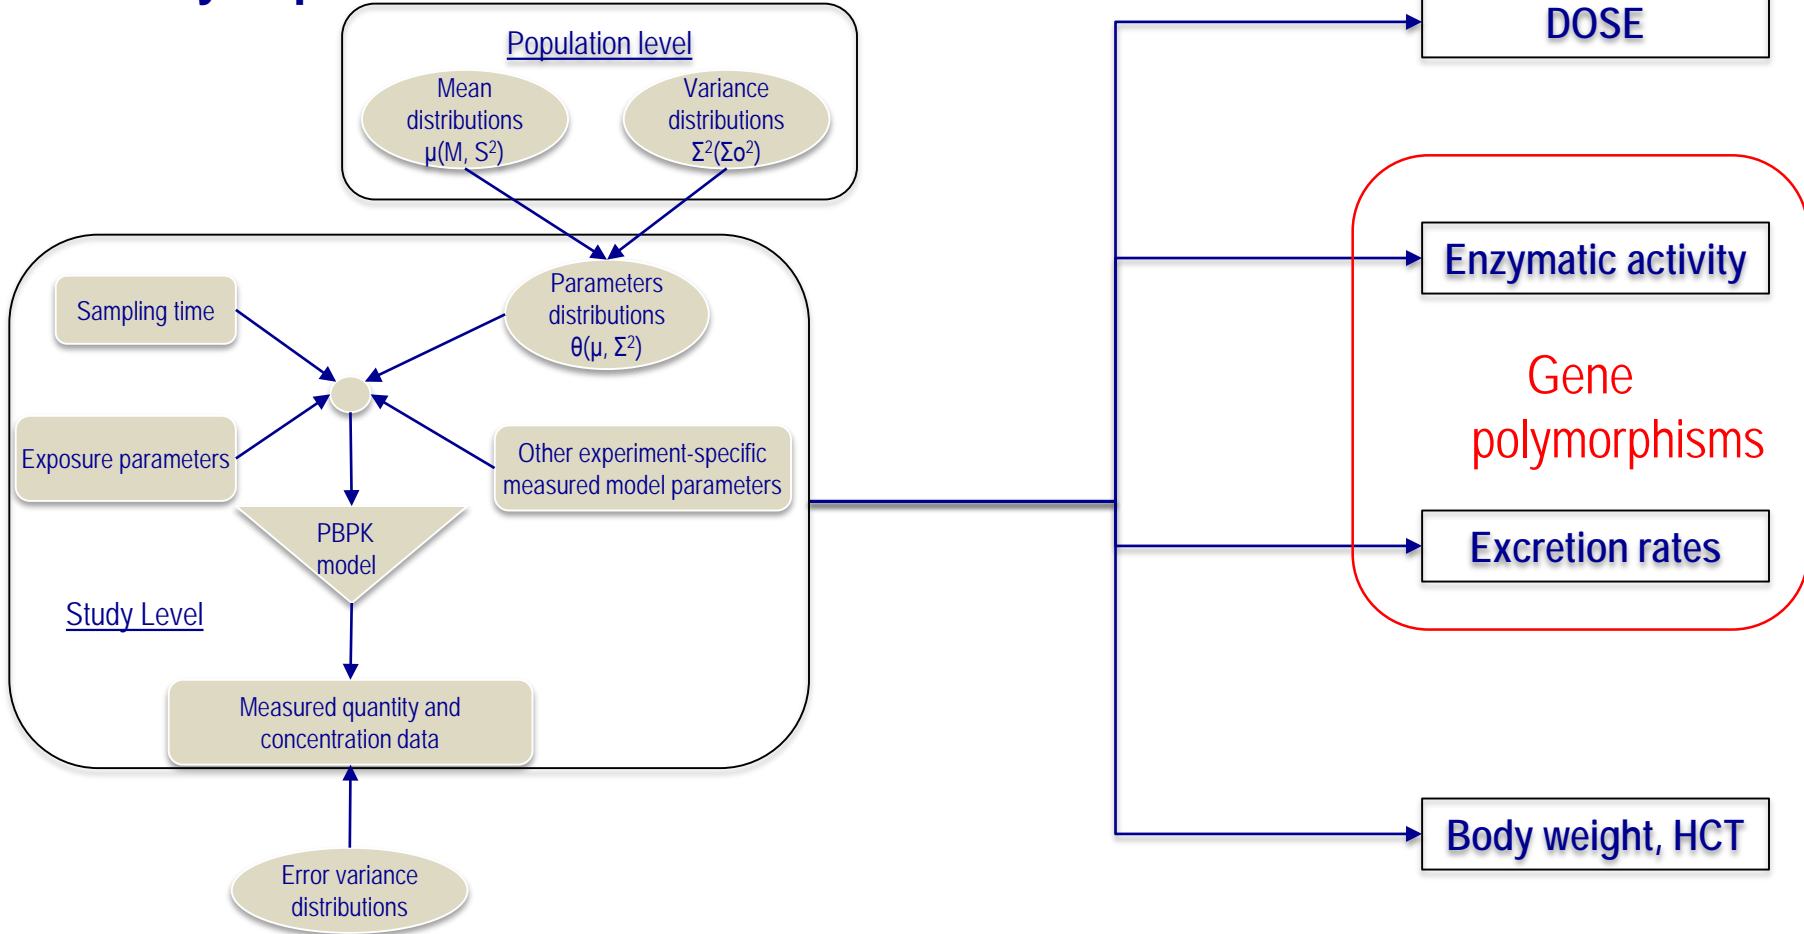 Population level
Mean
distributions
μ(M, S²)
Variance
distributions
Σ²(Σo²)
Sampling time
Parameters
distributions
θ(μ, Σ²)
Exposure parameters
Other experiment-specific
measured model parameters
PBPK
model
Study Level
Measured quantity and
concentration data
Error variance
distributions
DOSE
Enzymatic activity
Gene
polymorphisms
Excretion rates
Body weight, HCT